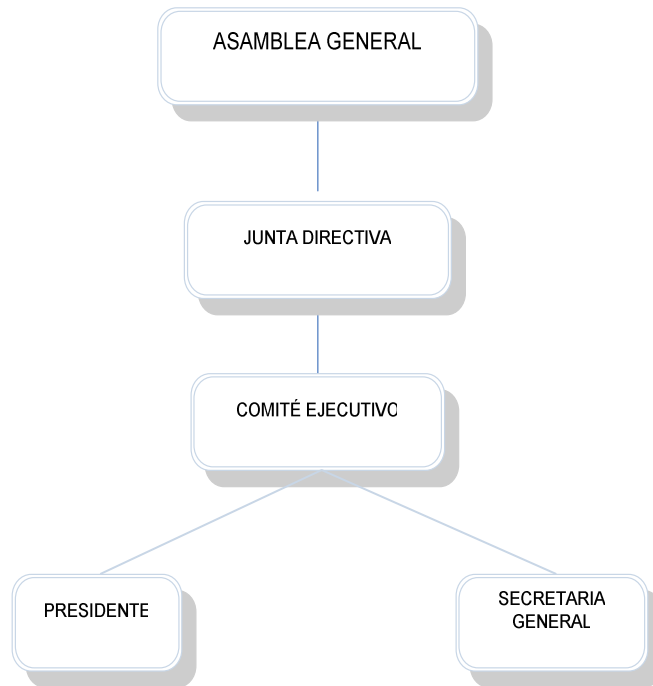 ASAMBLEA GENERAL
JUNTA DIRECTIVA
COMITÉ EJECUTIVO
PRESIDENTE
SECRETARIA
GENERAL